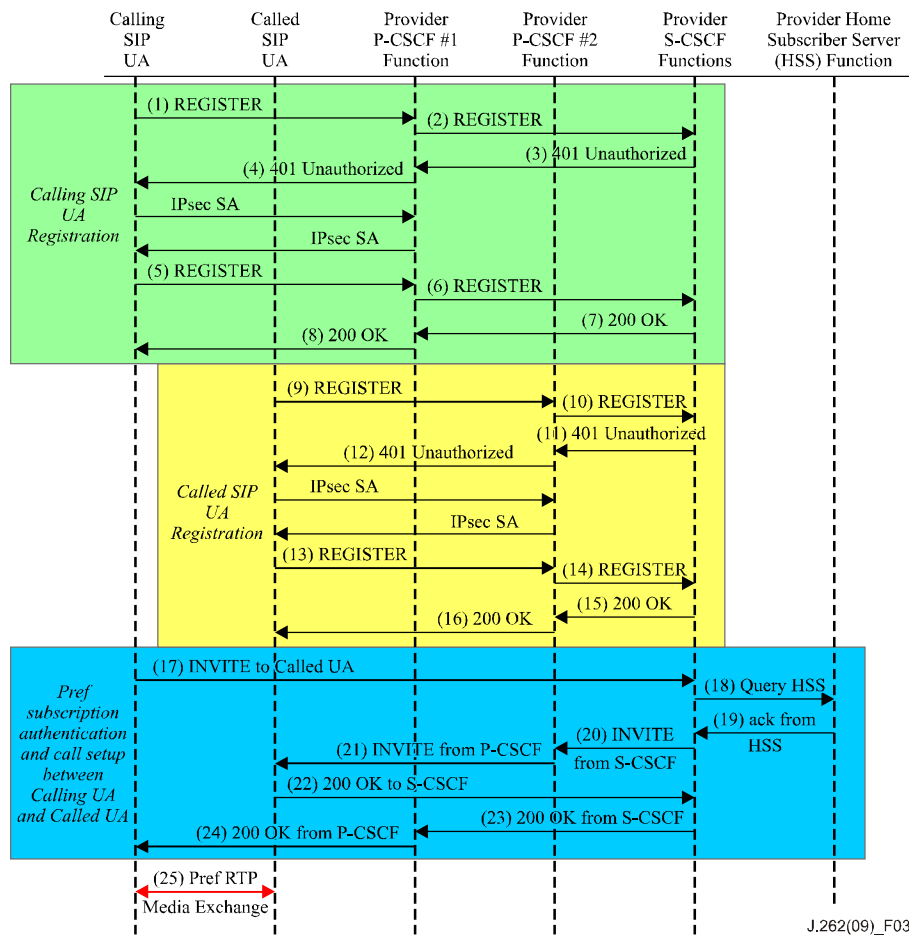 Calling
SIP
UA
Called
SIP
UA
Provider
P-CSCF #1
Function
Provider
P-CSCF #2
Function
Provider
S-CSCF
Functions
Provider Home
Subscriber Server
(HSS) Function
(1) REGISTER
(2) REGISTER
(3) 401 Unauthorized
(4) 401 Unauthorized
Calling SIP
UA
Registration
IPsec SA
IPsec SA
(5) REGISTER
(6) REGISTER
(7) 200 OK
(8) 200 OK
(9) REGISTER
(10) REGISTER
(11) 401 Unauthorized
(12) 401 Unauthorized
Called SIP
UA
Registration
IPsec SA
IPsec SA
(13) REGISTER
(14) REGISTER
(15) 200 OK
(16) 200 OK
Pref
subscription
authentication
and call setup
between
Calling UA
and Called UA
(17) INVITE to Called UA
(18) Query HSS
(19) ack from
HSS
(20) INVITE
from S-CSCF
(21) INVITE from P-CSCF
(22) 200 OK to S-CSCF
(23) 200 OK from S-CSCF
(24) 200 OK from P-CSCF
(25) Pref RTP
Media Exchange
J.262(09)_F03